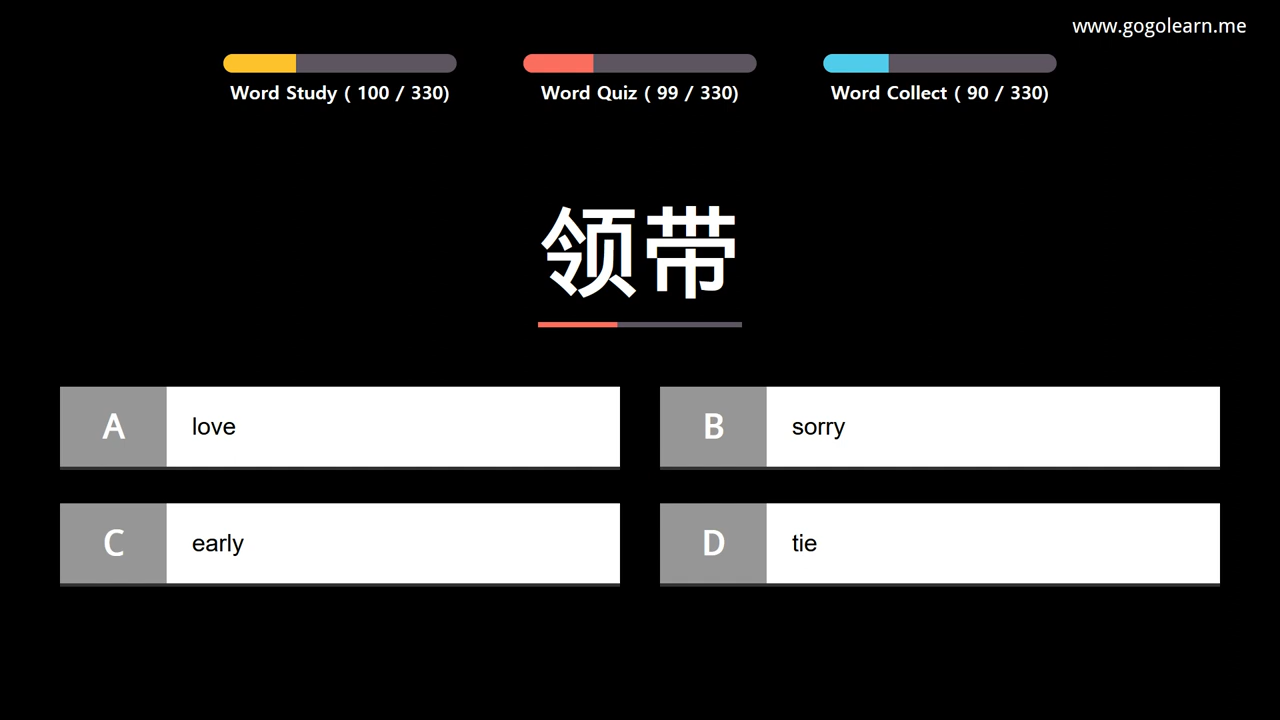 www.gogolearn.me
Word Study ( 100 / 330)
Word Quiz ( 99 / 330)
Word Collect ( 90 / 330)
领带
A love
B sorry
C early
D tie